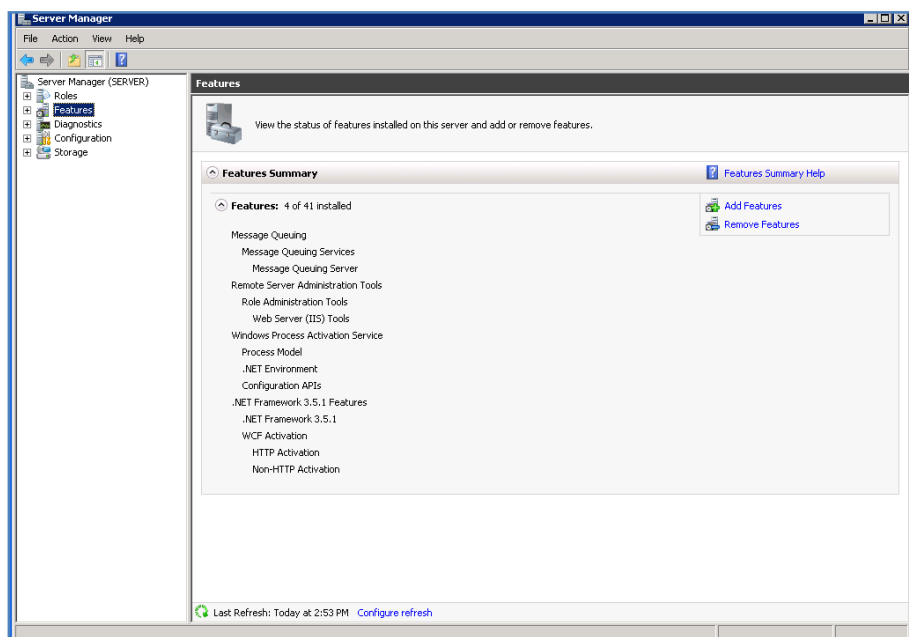 Server Manager
File Action View Help
Server Manager (SERVER)
Roles
Features
Diagnostics
Configuration
Storage
Features
View the status of features installed on this server and add or remove features.
Features Summary
Features Summary Help
Features: 4 of 41 installed
Add Features
Remove Features
Message Queuing
Message Queuing Services
Message Queuing Server
Remote Server Administration Tools
Role Administration Tools
Web Server (IIS) Tools
Windows Process Activation Service
Process Model
.NET Environment
Configuration APIs
.NET Framework 3.5.1 Features
.NET Framework 3.5.1
WCF Activation
HTTP Activation
Non-HTTP Activation
Last Refresh: Today at 2:53 PM Configure refresh